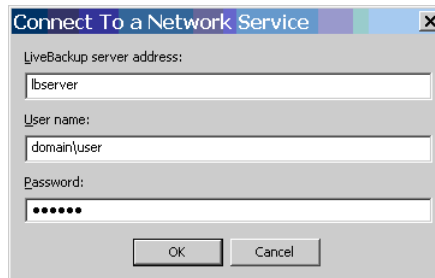 Connect To a Network Service
LiveBackup server address:
lbserver
User name:
domain\user
Password:
●●●●●●
OK
Cancel